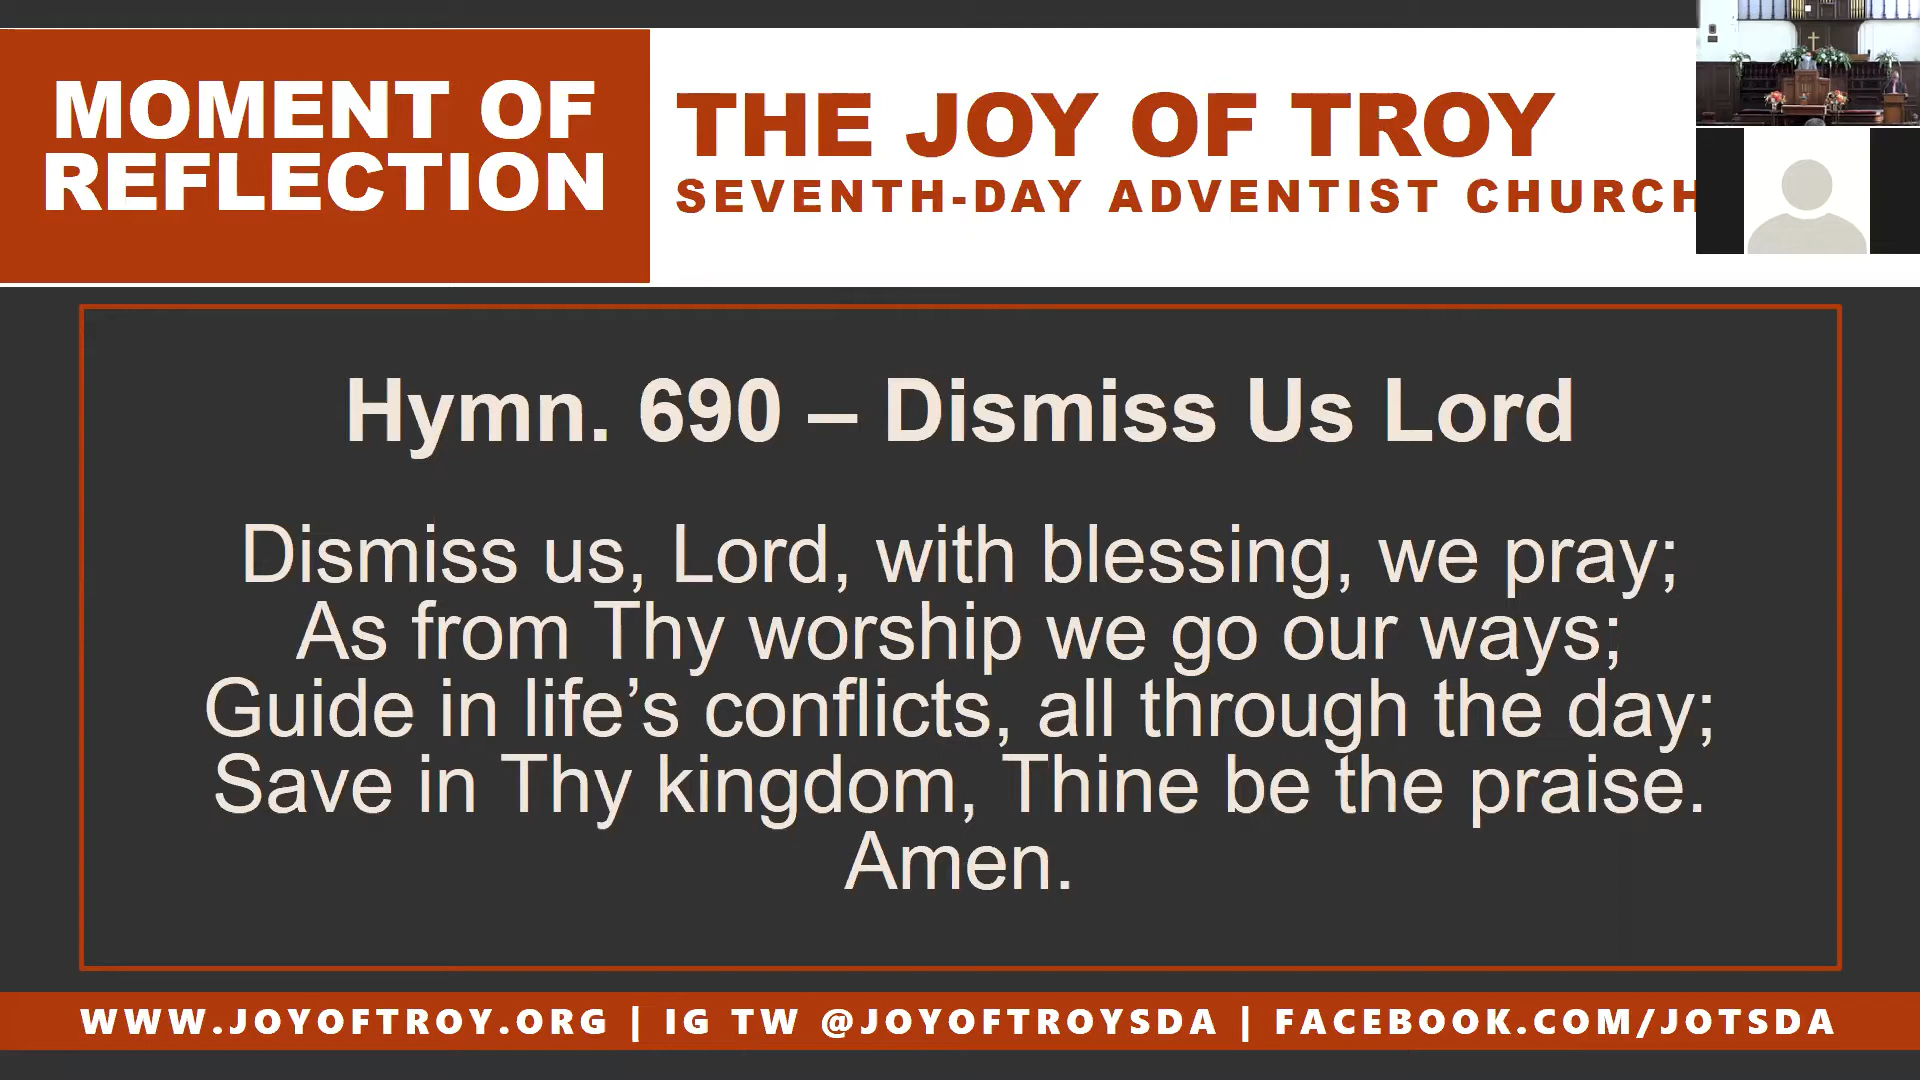 MOMENT OF
REFLECTION
THE JOY OF TROY
SEVENTH-DAY ADVENTIST CHURCH
Hymn. 690 – Dismiss Us Lord
Dismiss us, Lord, with blessing, we pray;
As from Thy worship we go our ways;
Guide in life’s conflicts, all through the day;
Save in Thy kingdom, Thine be the praise.
Amen.
WWW.JOYOFTROY.ORG | IG TW @JOYOFTROYSDA | FACEBOOK.COM/JOTSDA